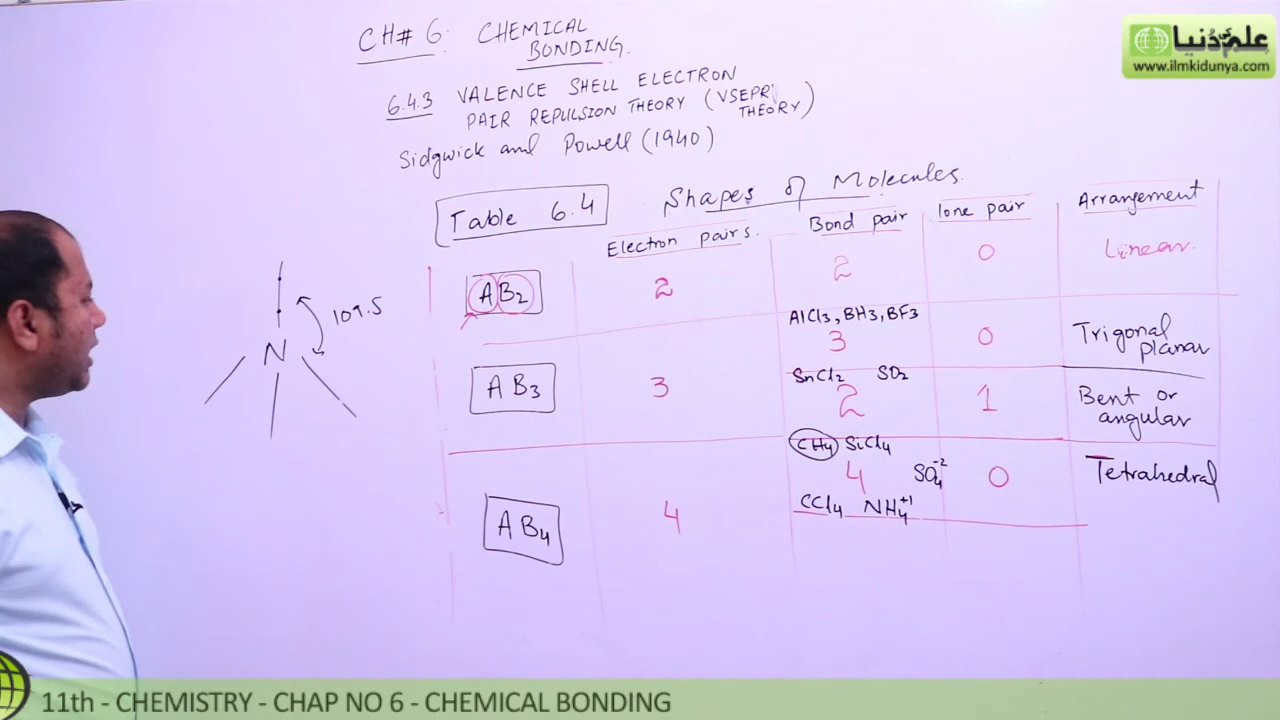 CH# 6: CHEMICAL
BONDING.
6.4.3 VALENCE SHELL ELECTRON
PAIR REPULSION THEORY (VSEPR
THEORY)
Sidgwick and Powell (1940)
Table 6.4
Shapes of Molecules.
Electron pairs.
Bond pair
lone pair
Arrangement
AB2
2
2
0
Linear.
AB3
3
AlCl3, BH3, BF3
3
0
Trigonal
planar
SnCl2 SO2
2
1
Bent or
angular
AB4
4
CH4 SiCl4
4
SO4-2
0
Tetrahedral
CCl4 NH4+1
N
109.5
علم کی دُنیا
www.ilmkidunya.com
11th - CHEMISTRY - CHAP NO 6 - CHEMICAL BONDING